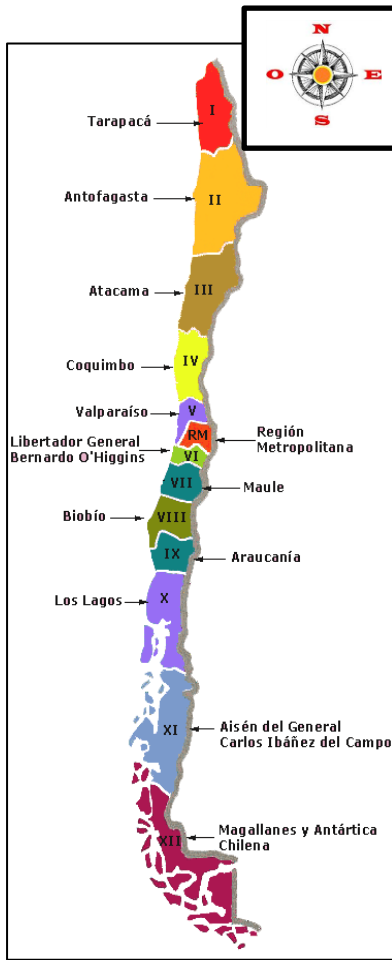 N
O
E
S
I
Tarapacá
II
Antofagasta
III
Atacama
IV
Coquimbo
V
Valparaíso
RM
Región
Metropolitana
Libertador General
Bernardo O'Higgins
VI
VII
Maule
VIII
Biobío
IX
Araucanía
X
Los Lagos
XI
Aisén del General
Carlos Ibáñez del Campo
XII
Magallanes y Antártica
Chilena